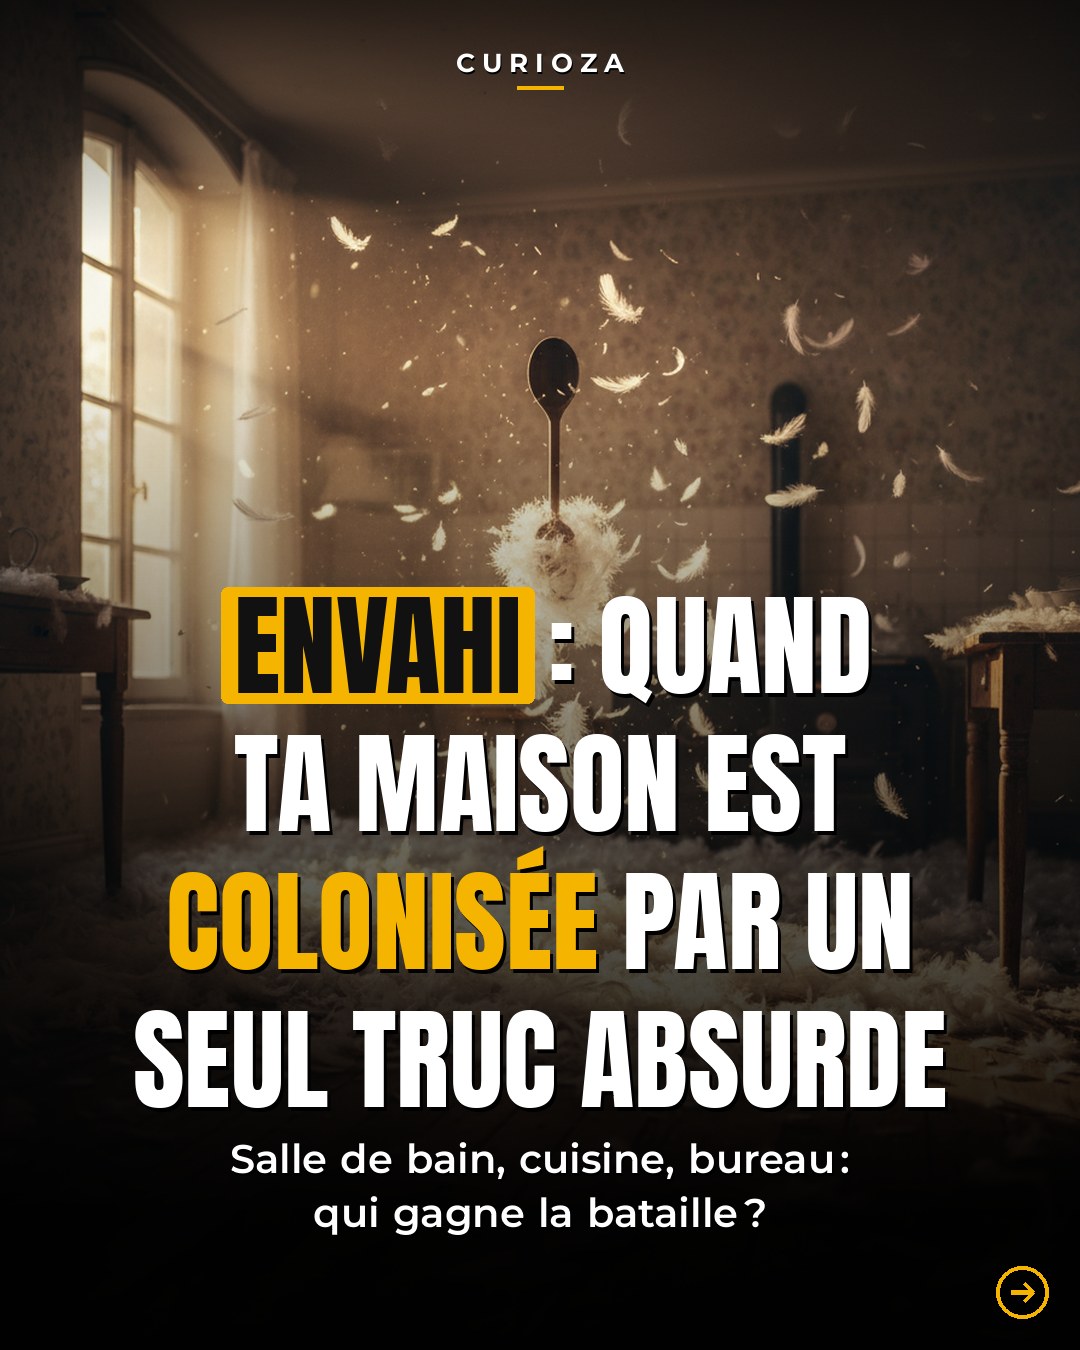 CURIOZA
ENVAHI : QUAND
TA MAISON EST
COLONISÉE PAR UN
SEUL TRUC ABSURDE
Salle de bain, cuisine, bureau :
qui gagne la bataille ?